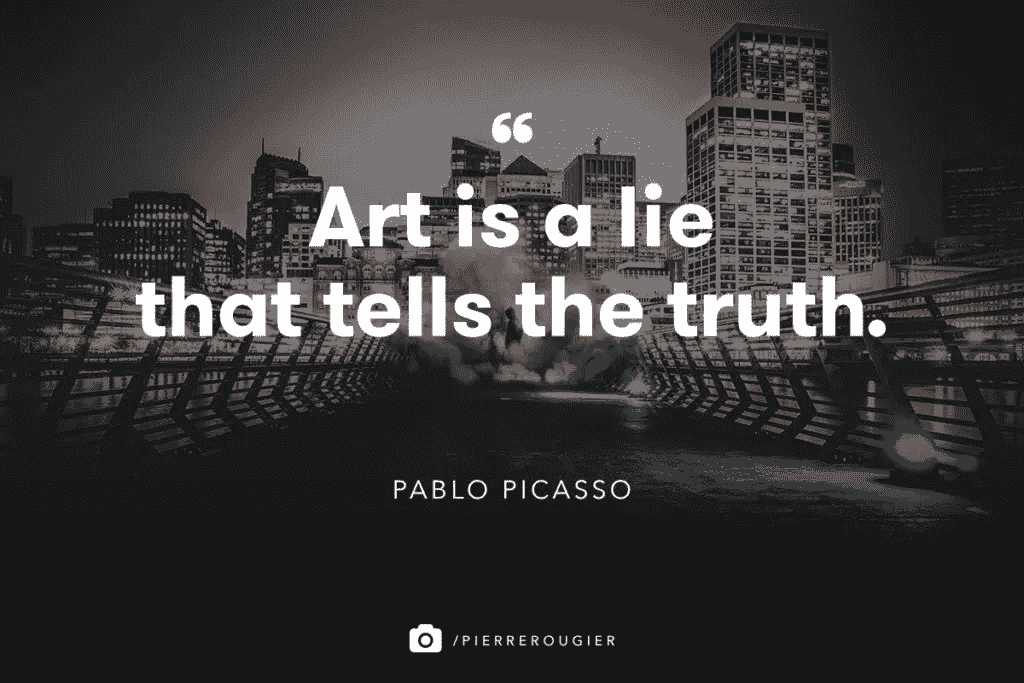 “
Art is a lie
that tells the truth.
PABLO PICASSO
/PIERREROUGIER